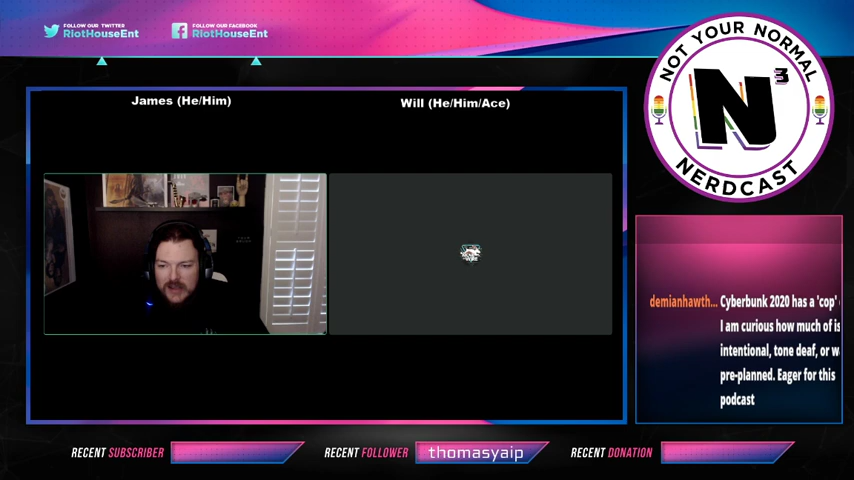 FOLLOW OUR TWITTER
RiotHouseEnt
FOLLOW OUR FACEBOOK
RiotHouseEnt
NOT YOUR NORMAL
N3
NERDCAST
James (He/Him)
Will (He/Him/Ace)
demianhawth... Cyberbunk 2020 has a 'cop'
I am curious how much of is
intentional, tone deaf, or w
pre-planned. Eager for this
podcast
RECENT SUBSCRIBER
RECENT FOLLOWER thomasyaip
RECENT DONATION